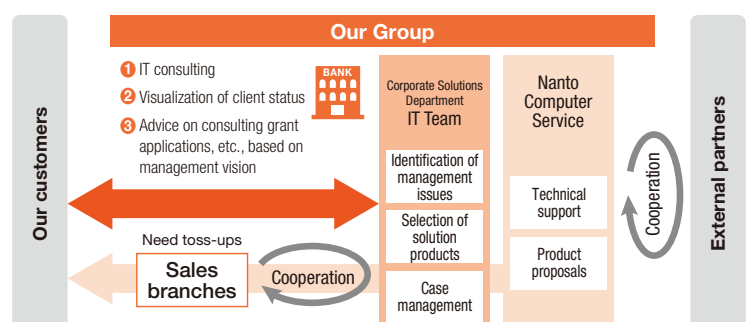 Our Group
Our customers
1 IT consulting
2 Visualization of client status
3 Advice on consulting grant
applications, etc., based on
management vision
BANK
Corporate Solutions
Department
IT Team
Identification of
management
issues
Selection of
solution
products
Case
management
Nanto
Computer
Service
Technical
support
Product
proposals
Cooperation
External partners
Need toss-ups
Sales
branches
Cooperation